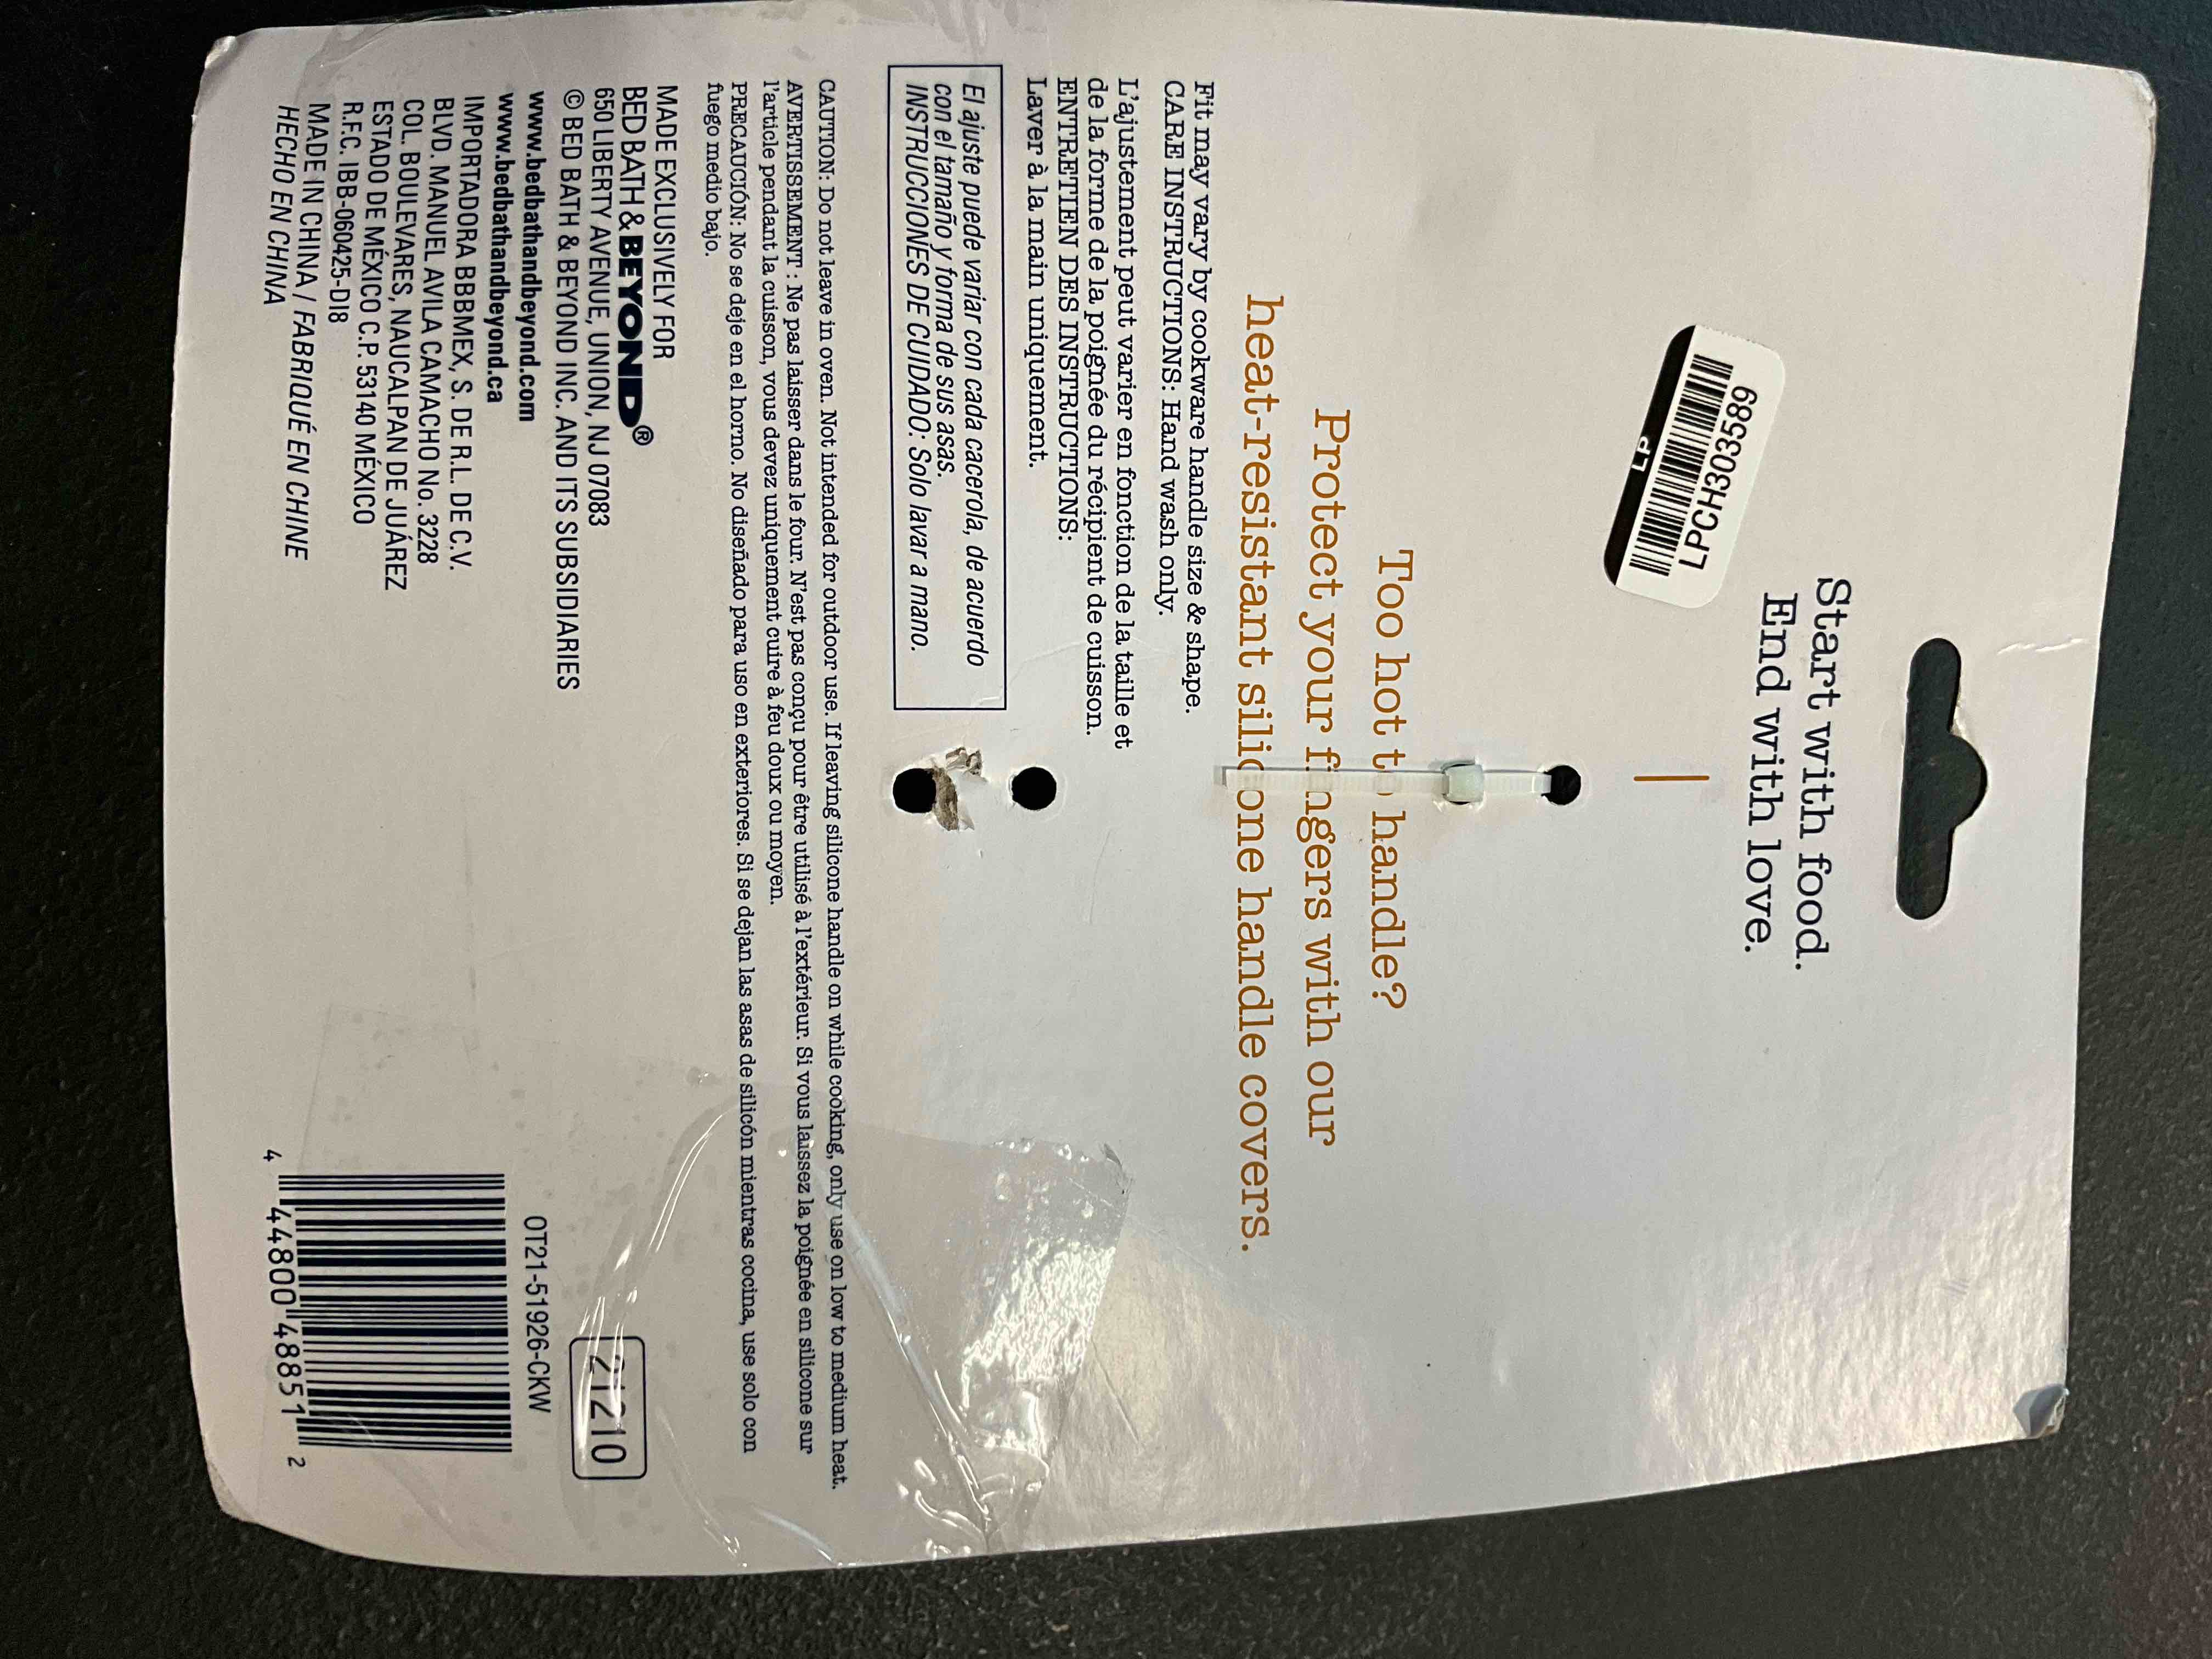 Start with food.
End with love.
LPCH303589
LP
Too hot to handle?
Protect your fingers with our
heat-resistant silicone handle covers.
Fit may vary by cookware handle size & shape.
CARE INSTRUCTIONS: Hand wash only.
L'ajustement peut varier en fonction de la taille et
de la forme de la poignée du récipient de cuisson.
ENTRETIEN DES INSTRUCTIONS:
Laver à la main uniquement.
El ajuste puede variar con cada cacerola, de acuerdo
con el tamaño y forma de sus asas.
INSTRUCCIONES DE CUIDADO: Solo lavar a mano.
CAUTION: Do not leave in oven. Not intended for outdoor use. If leaving silicone handle on while cooking, only use on low to medium heat.
AVERTISSEMENT : Ne pas laisser dans le four. N'est pas conçu pour être utilisé à l'extérieur. Si vous laissez la poignée en silicone sur
l'article pendant la cuisson, vous devez uniquement cuire à feu doux ou moyen.
PRECAUCIÓN: No se deje en el horno. No diseñado para uso en exteriores. Si se dejan las asas de silicón mientras cocina, use solo con
fuego medio bajo.
MADE EXCLUSIVELY FOR
BED BATH & BEYOND®
650 LIBERTY AVENUE, UNION, NJ 07083
© BED BATH & BEYOND INC. AND ITS SUBSIDIARIES
www.bedbathandbeyond.com
www.bedbathandbeyond.ca
IMPORTADORA BBBMEX, S. DE R.L. DE C.V.
BLVD. MANUEL AVILA CAMACHO No. 3228
COL. BOULEVARES, NAUCALPAN DE JUÁREZ
ESTADO DE MÉXICO C.P. 53140 MÉXICO
R.F.C. IBB-060425-DI8
MADE IN CHINA / FABRIQUÉ EN CHINE
HECHO EN CHINA
21210
OT21-51926-CKW
4 44800 48851 2